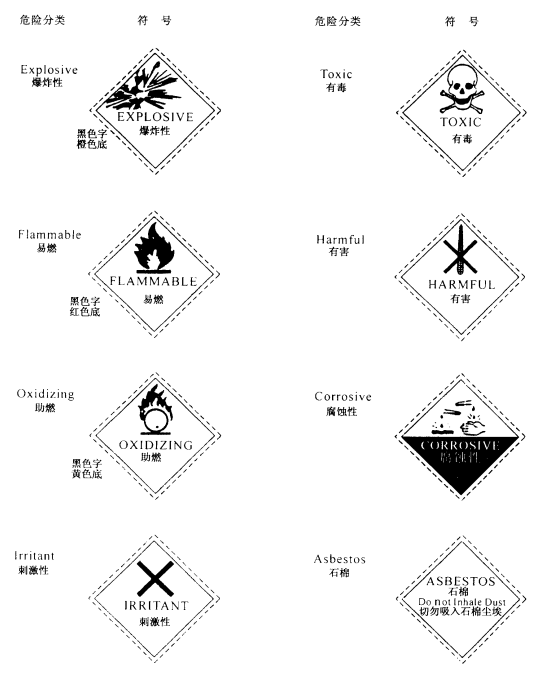 危险分类 符 号 危险分类 符 号
Explosive
爆炸性
EXPLOSIVE
爆炸性
黑色字
橙色底
Toxic
有毒
TOXIC
有毒
Flammable
易燃
FLAMMABLE
易燃
黑色字
红色底
Harmful
有害
HARMFUL
有害
Oxidizing
助燃
OXIDIZING
助燃
黑色字
黄色底
Corrosive
腐蚀性
CORROSIVE
腐蚀性
Irritant
刺激性
IRRITANT
刺激性
Asbestos
石棉
ASBESTOS
石棉
Do not Inhale Dust
切勿吸入石棉尘埃